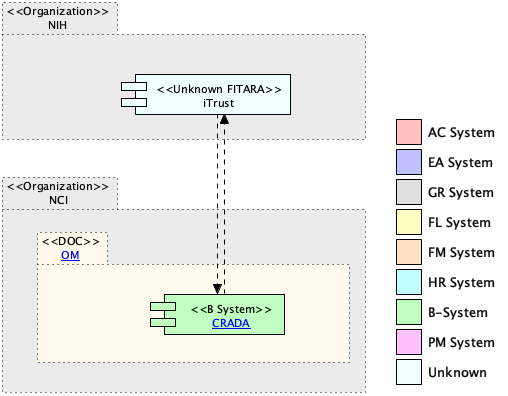 <<Organization>>
NIH
<<Unknown FITARA>>
iTrust
<<Organization>>
NCI
<<DOC>>
OM
<<B System>>
CRADA
AC System
EA System
GR System
FL System
FM System
HR System
B-System
PM System
Unknown